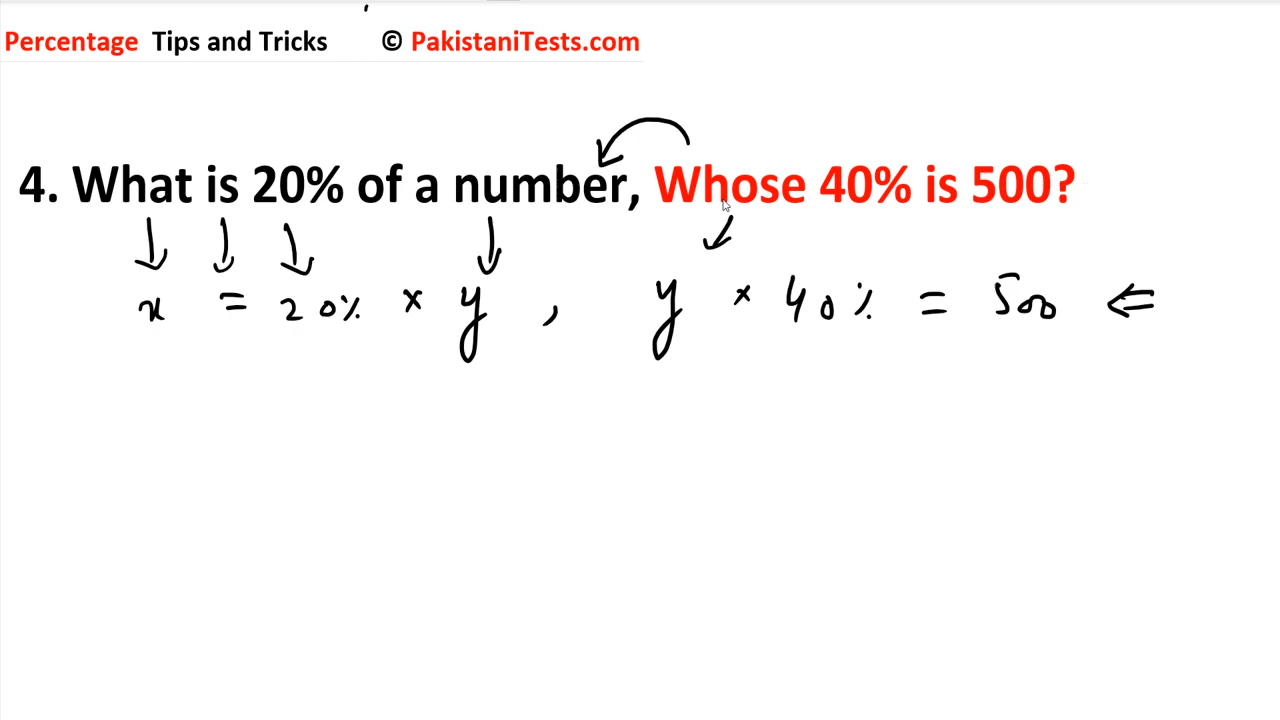 Percentage Tips and Tricks © PakistaniTests.com
4. What is 20% of a number, Whose 40% is 500?
x = 20% × y , y × 40% = 500 ⇐